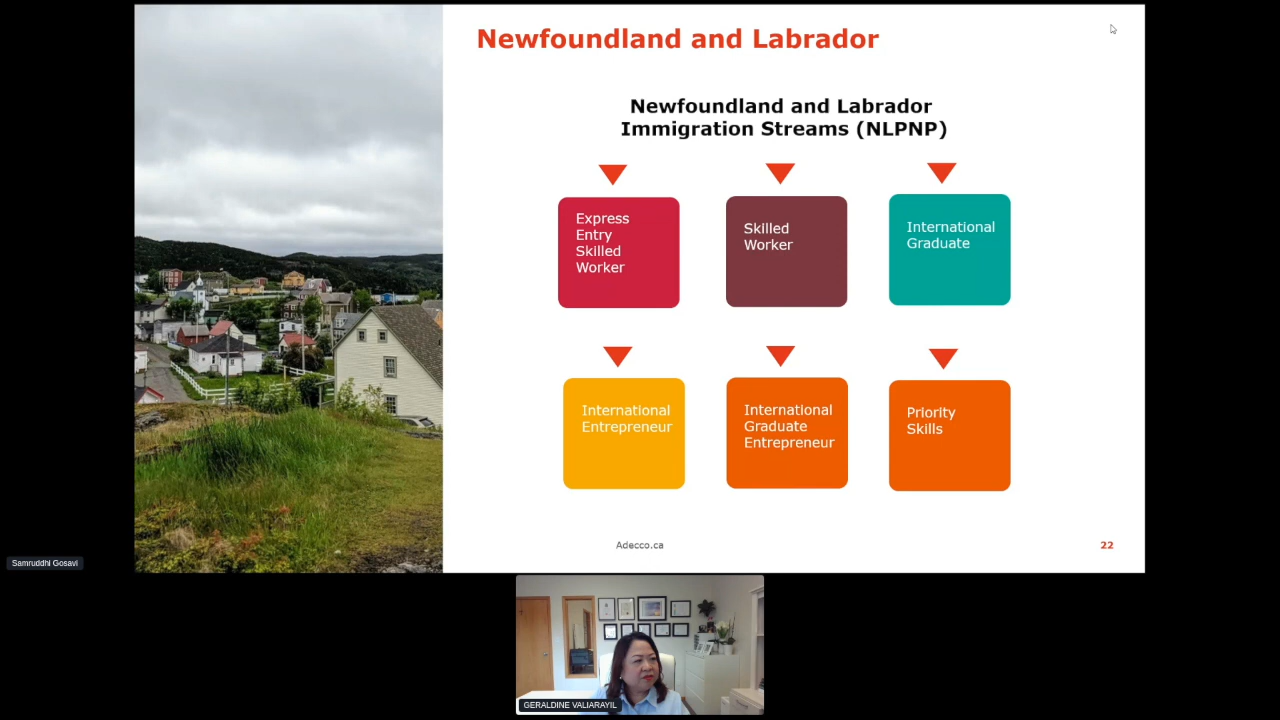 Newfoundland and Labrador
Newfoundland and Labrador
Immigration Streams (NLPNP)
Express
Entry
Skilled
Worker
Skilled
Worker
International
Graduate
International
Entrepreneur
International
Graduate
Entrepreneur
Priority
Skills
Adecco.ca
22
Samruddhi Gosavi
GERALDINE VALIARAYIL